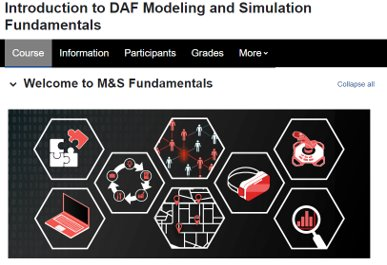 Introduction to DAF Modeling and Simulation
Fundamentals
Course Information Participants Grades More
Welcome to M&S Fundamentals Collapse all